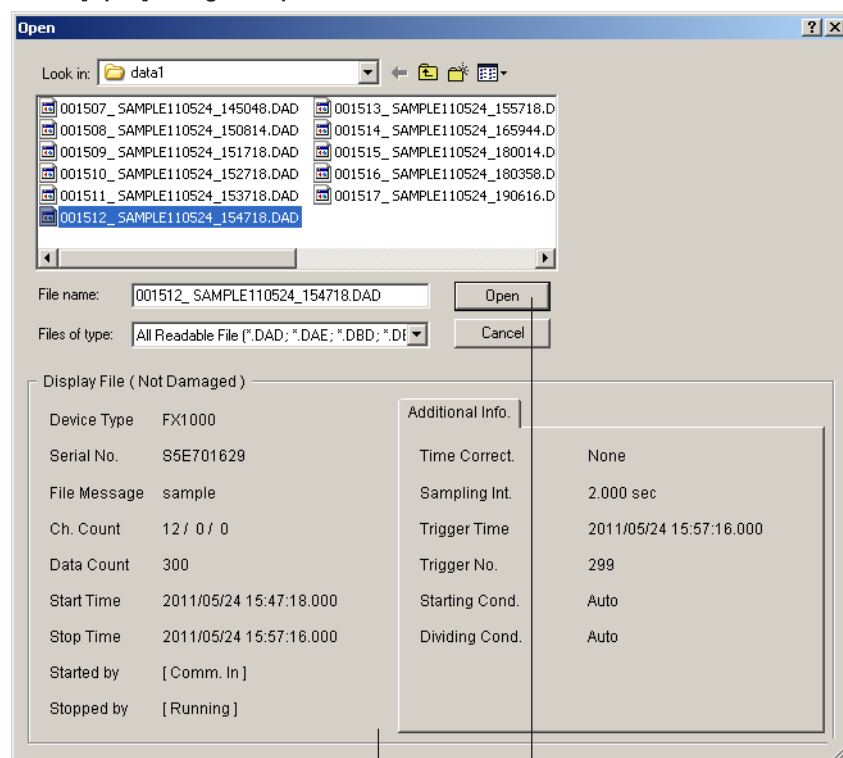 Open
Look in: data1
001507_ SAMPLE110524_145048.DAD
001508_ SAMPLE110524_150814.DAD
001509_ SAMPLE110524_151718.DAD
001510_ SAMPLE110524_152718.DAD
001511_ SAMPLE110524_153718.DAD
001512_ SAMPLE110524_154718.DAD
001513_ SAMPLE110524_155718.D
001514_ SAMPLE110524_165944.D
001515_ SAMPLE110524_180014.D
001516_ SAMPLE110524_180358.D
001517_ SAMPLE110524_190616.D
File name: 001512_ SAMPLE110524_154718.DAD Open
Files of type: All Readable File (*.DAD; *.DAE; *.DBD; *.DE Cancel
Display File ( Not Damaged )
Device Type FX1000
Serial No. S5E701629
File Message sample
Ch. Count 12 / 0 / 0
Data Count 300
Start Time 2011/05/24 15:47:18.000
Stop Time 2011/05/24 15:57:16.000
Started by [ Comm. In ]
Stopped by [ Running ]
Additional Info.
Time Correct. None
Sampling Int. 2.000 sec
Trigger Time 2011/05/24 15:57:16.000
Trigger No. 299
Starting Cond. Auto
Dividing Cond. Auto